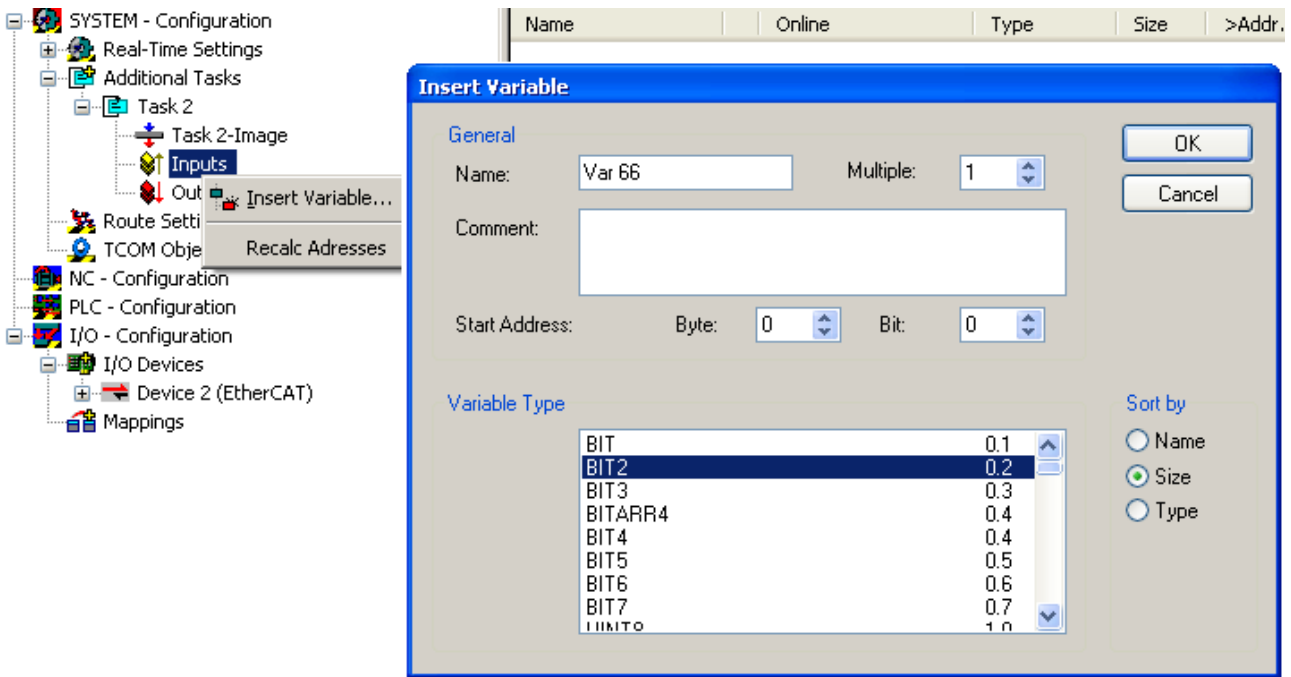 SYSTEM - Configuration
Real-Time Settings
Additional Tasks
Task 2
Task 2-Image
Inputs
Out
Insert Variable...
Recalc Adresses
Route Setti
TCOM Obje
NC - Configuration
PLC - Configuration
I/O - Configuration
I/O Devices
Device 2 (EtherCAT)
Mappings
Name Online Type Size >Addr.
Insert Variable
General
Name: Var 66 Multiple: 1
Comment:
Start Address: Byte: 0 Bit: 0
OK
Cancel
Variable Type
BIT 0.1
BIT2 0.2
BIT3 0.3
BITARR4 0.4
BIT4 0.4
BIT5 0.5
BIT6 0.6
BIT7 0.7
UINT8 1.0
Sort by
Name
Size
Type